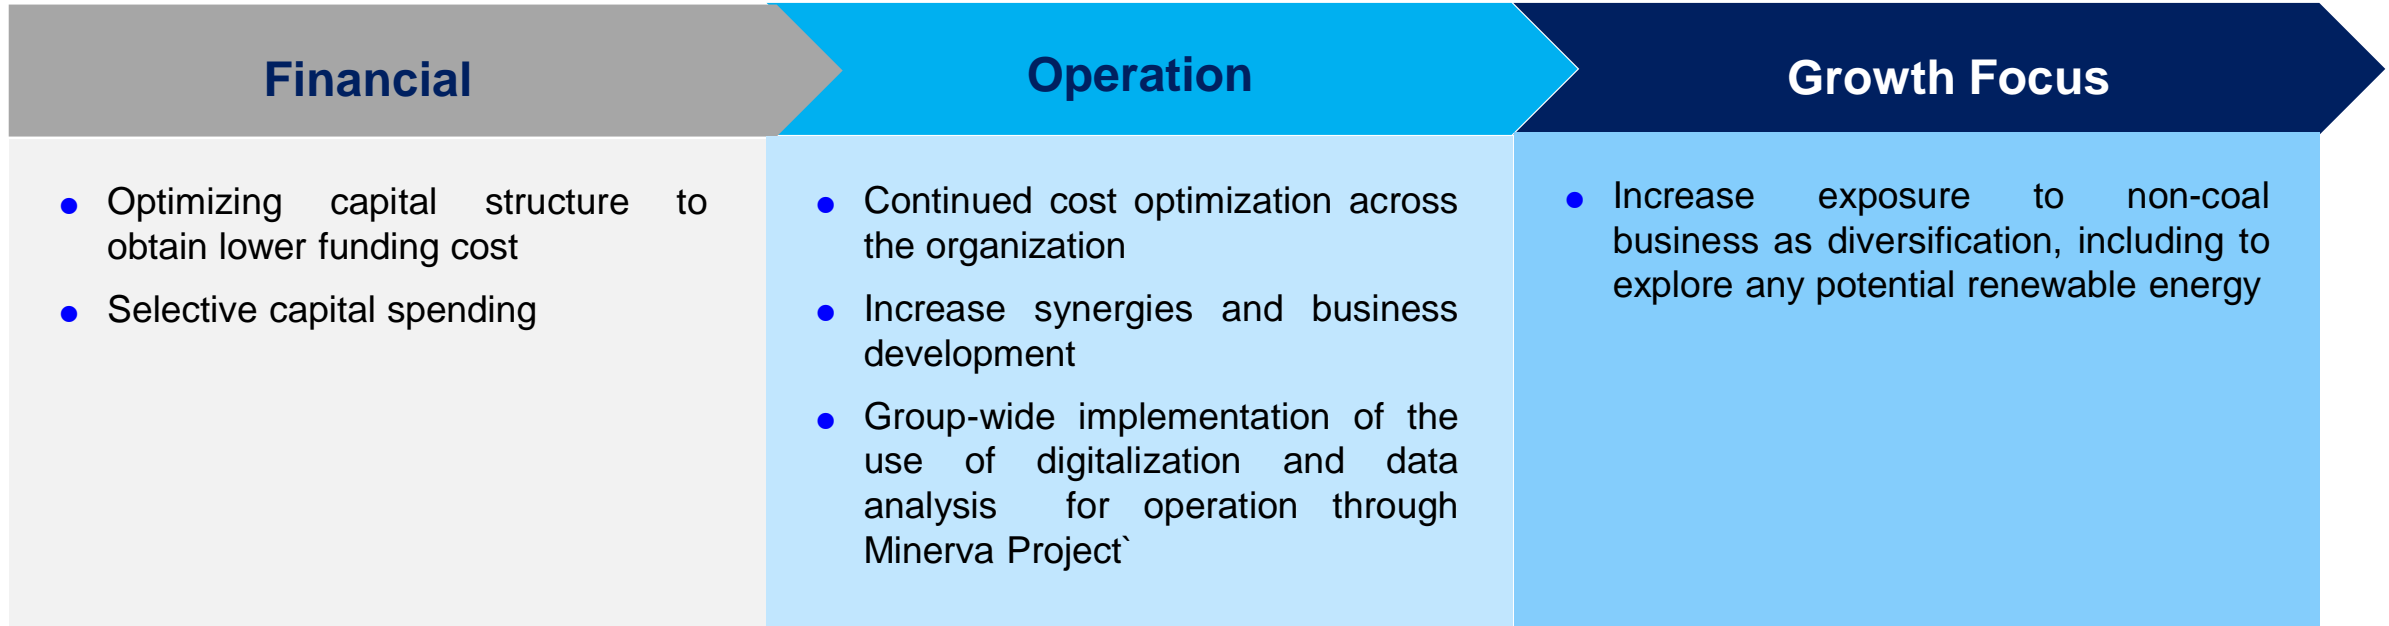 Financial
● Optimizing capital structure to
obtain lower funding cost
● Selective capital spending
Operation
● Continued cost optimization across
the organization
● Increase synergies and business
development
● Group-wide implementation of the
use of digitalization and data
analysis for operation through
Minerva Project`
Growth Focus
● Increase exposure to non-coal
business as diversification, including to
explore any potential renewable energy